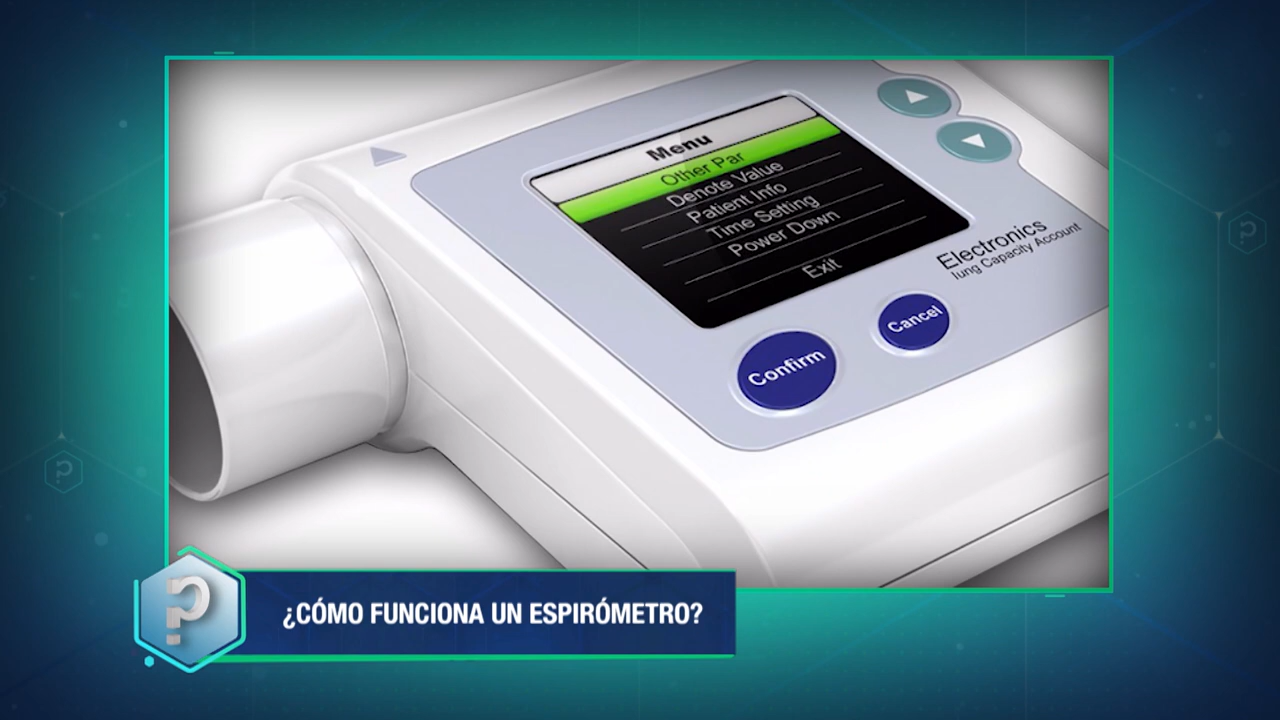 Menu
Other Par
Denote Value
Patient Info
Time Setting
Power Down
Exit
Electronics
lung Capacity Account
Confirm
Cancel
¿CÓMO FUNCIONA UN ESPIRÓMETRO?